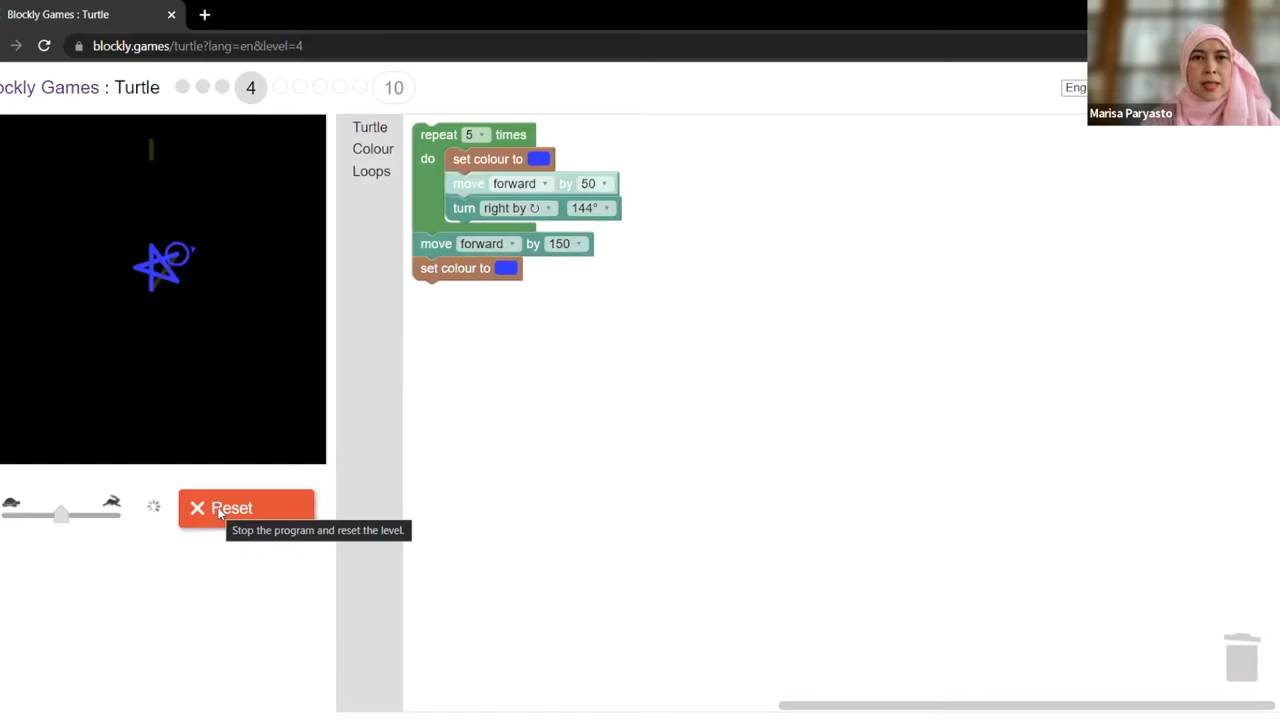 Blockly Games : Turtle
blockly.games/turtle?lang=en&level=4
ockly Games : Turtle 4 10
Eng
Marisa Paryasto
Turtle
Colour
Loops
repeat 5 times
do set colour to
move forward by 50
turn right by ↻ 144°
move forward by 150
set colour to
Reset
Stop the program and reset the level.